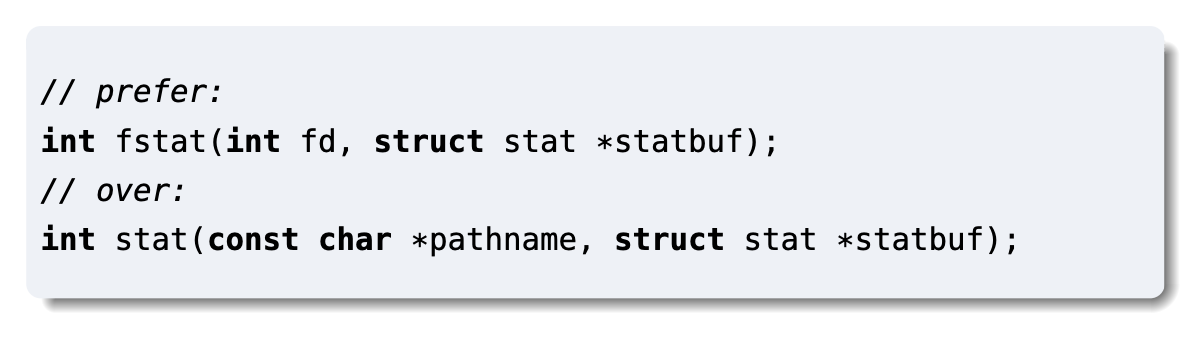 // prefer:
int fstat(int fd, struct stat *statbuf);
// over:
int stat(const char *pathname, struct stat *statbuf);